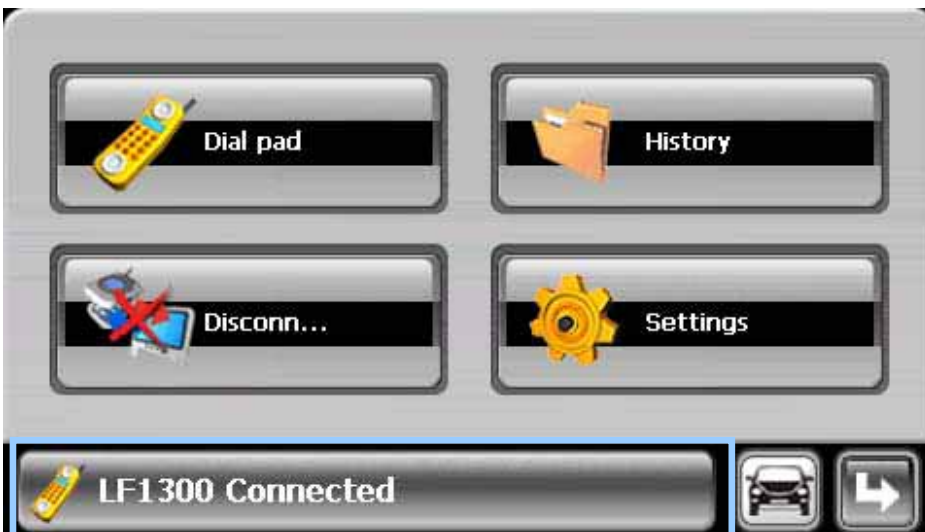 Dial pad
History
Disconn...
Settings
LF1300 Connected